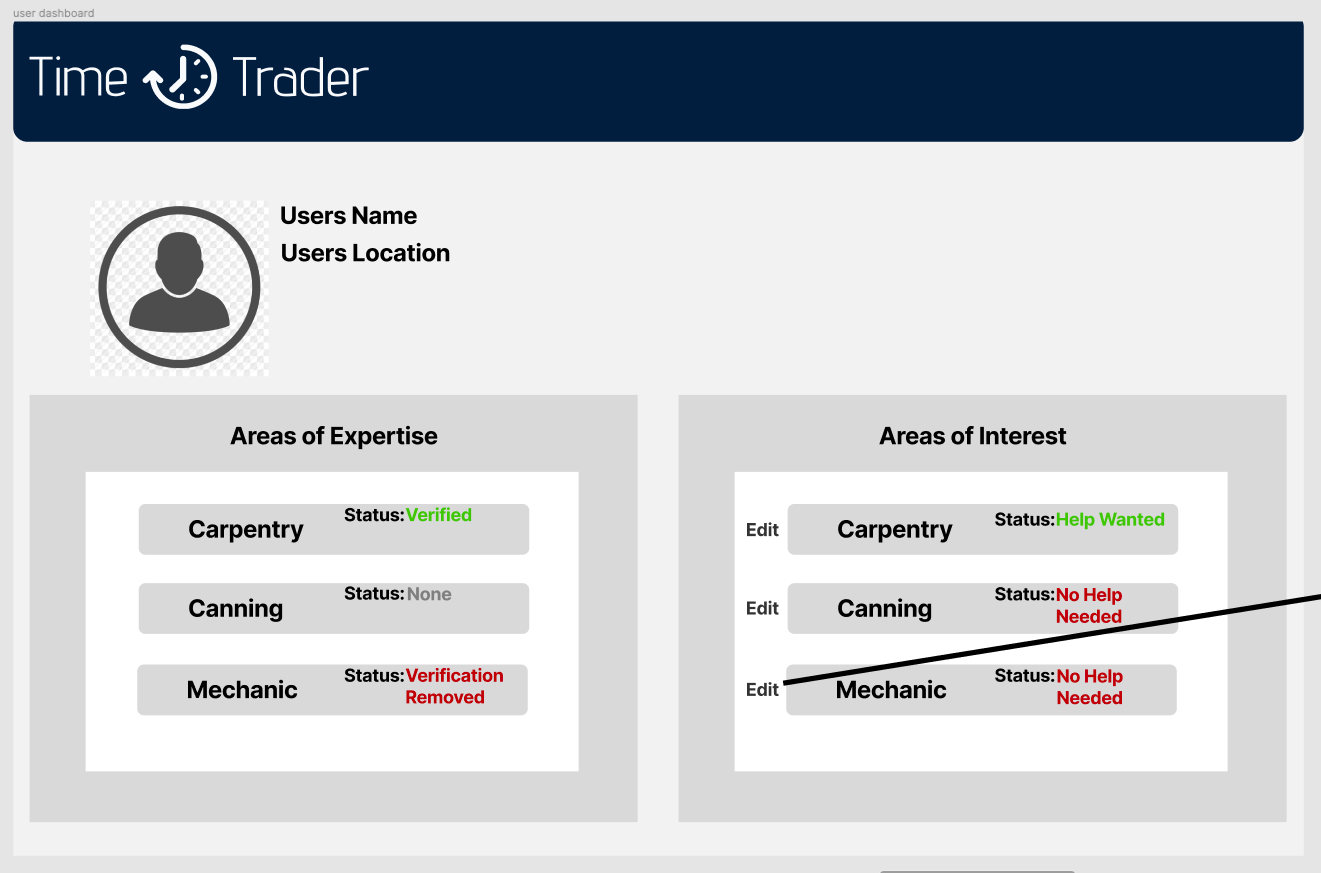 user dashboard
Time Trader
Users Name
Users Location
Areas of Expertise
Carpentry Status:Verified
Canning Status:None
Mechanic Status:Verification
Removed
Areas of Interest
Edit Carpentry Status:Help Wanted
Edit Canning Status:No Help
Needed
Edit Mechanic Status:No Help
Needed